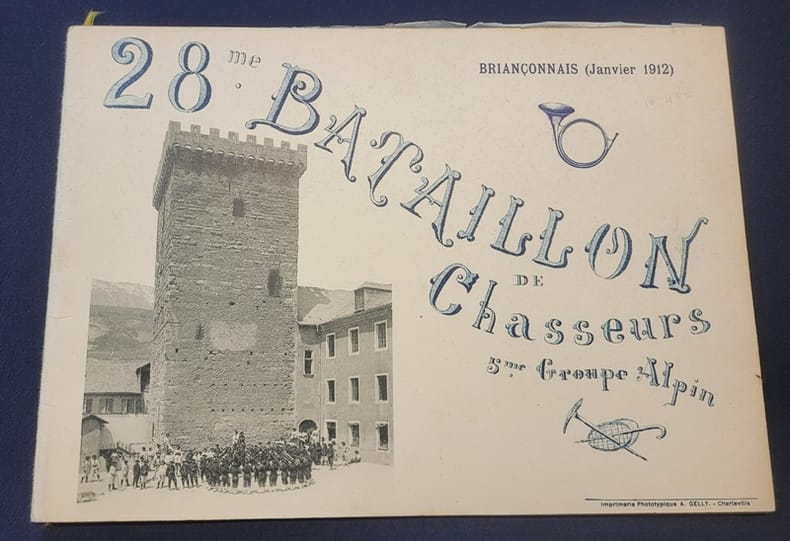 28me BATAILLON
DE
Chasseurs
5me Groupe Alpin
BRIANÇONNAIS (Janvier 1912)
Imprimerie Phototypique A. GELLY. - Charleville